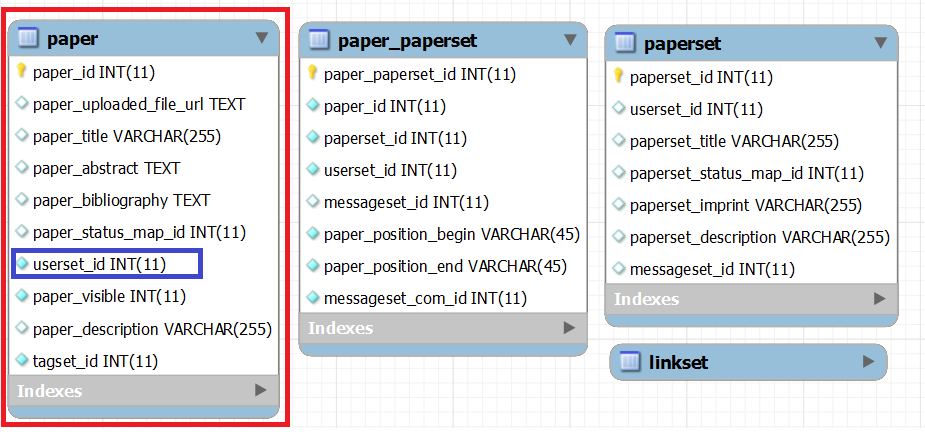 paper
paper_id INT(11)
paper_uploaded_file_url TEXT
paper_title VARCHAR(255)
paper_abstract TEXT
paper_bibliography TEXT
paper_status_map_id INT(11)
userset_id INT(11)
paper_visible INT(11)
paper_description VARCHAR(255)
tagset_id INT(11)
Indexes
paper_paperset
paper_paperset_id INT(11)
paper_id INT(11)
paperset_id INT(11)
userset_id INT(11)
messageset_id INT(11)
paper_position_begin VARCHAR(45)
paper_position_end VARCHAR(45)
messageset_com_id INT(11)
Indexes
paperset
paperset_id INT(11)
userset_id INT(11)
paperset_title VARCHAR(255)
paperset_status_map_id INT(11)
paperset_imprint VARCHAR(255)
paperset_description VARCHAR(255)
messageset_id INT(11)
Indexes
linkset